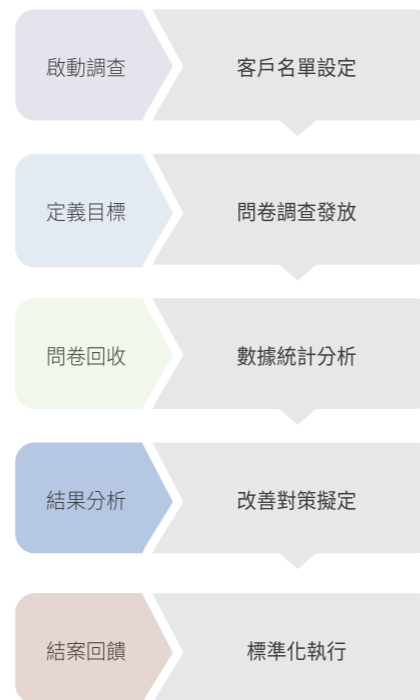 啟動調查
客戶名單設定
定義目標
問卷調查發放
問卷回收
數據統計分析
結果分析
改善對策擬定
結案回饋
標準化執行